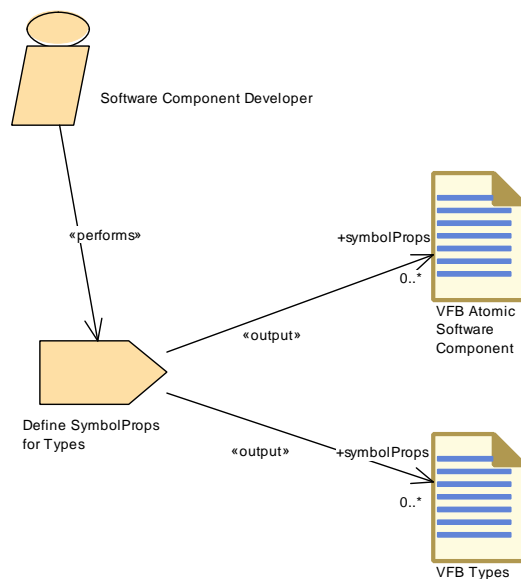 Software Component Developer
«performs»
+symbolProps
0..*
VFB Atomic
Software
Component
«output»
Define SymbolProps
for Types
«output»
+symbolProps
0..*
VFB Types